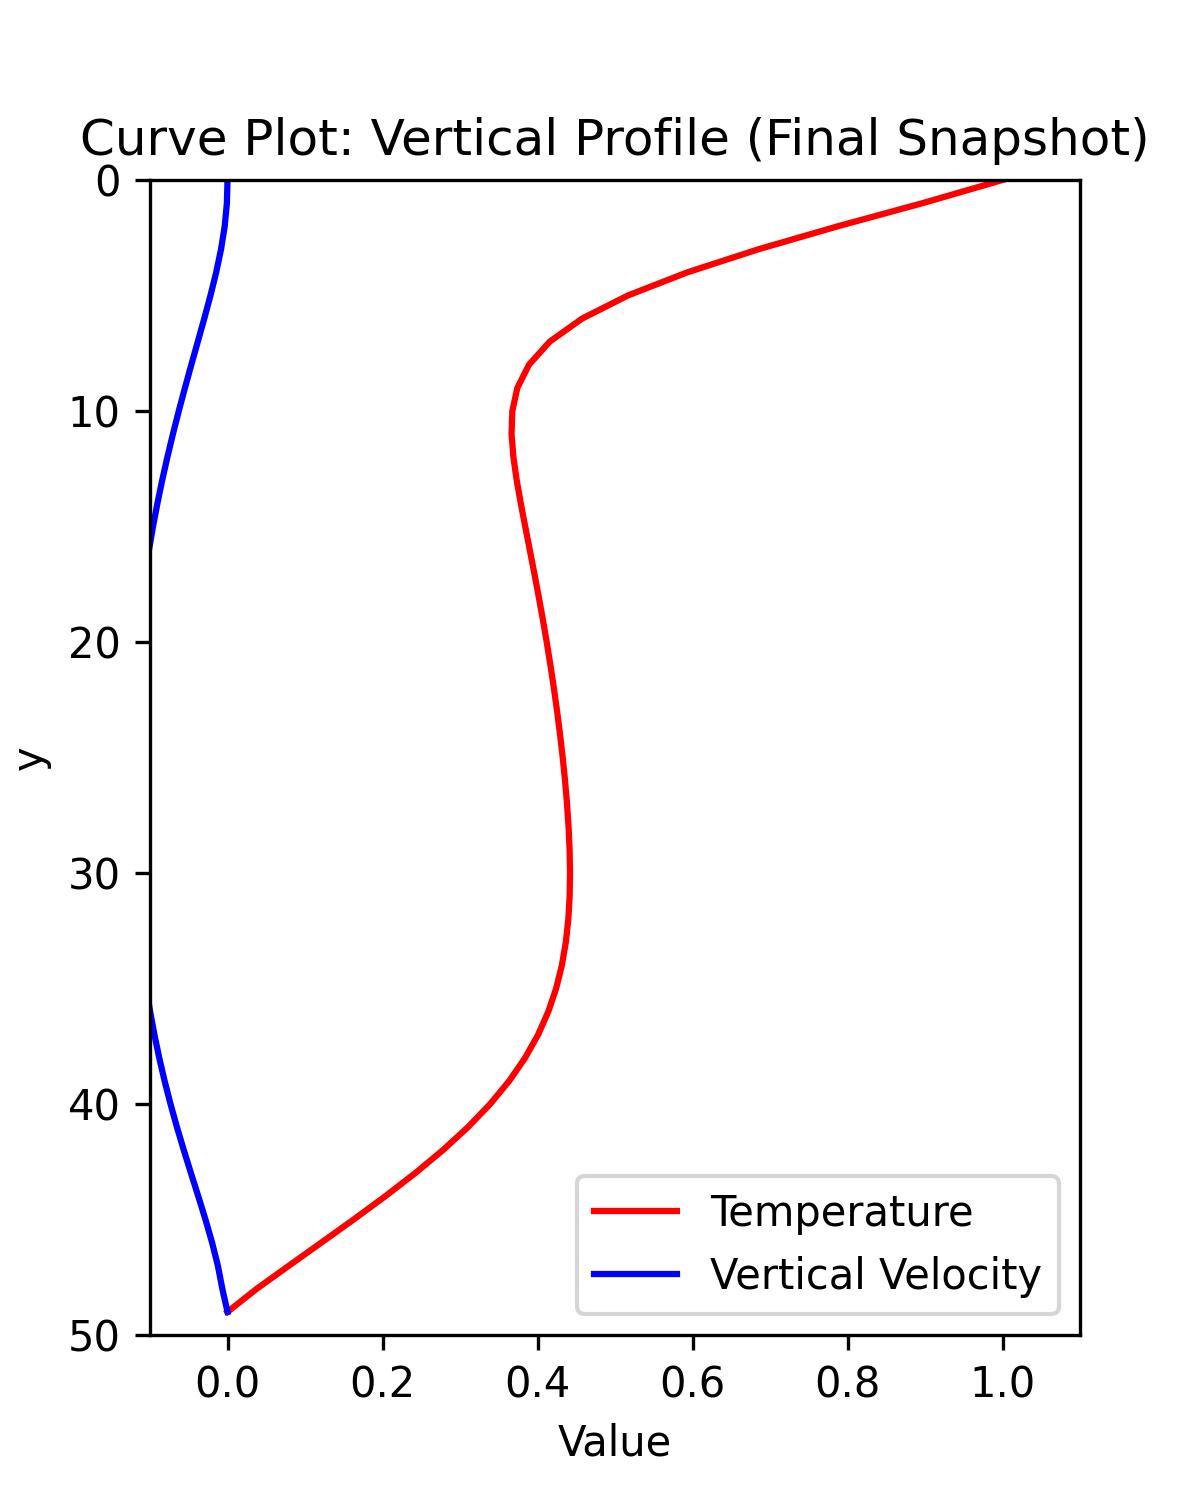 Curve Plot: Vertical Profile (Final Snapshot)
0
10
20
30
40
50
y
0.0 0.2 0.4 0.6 0.8 1.0
Value
Temperature
Vertical Velocity